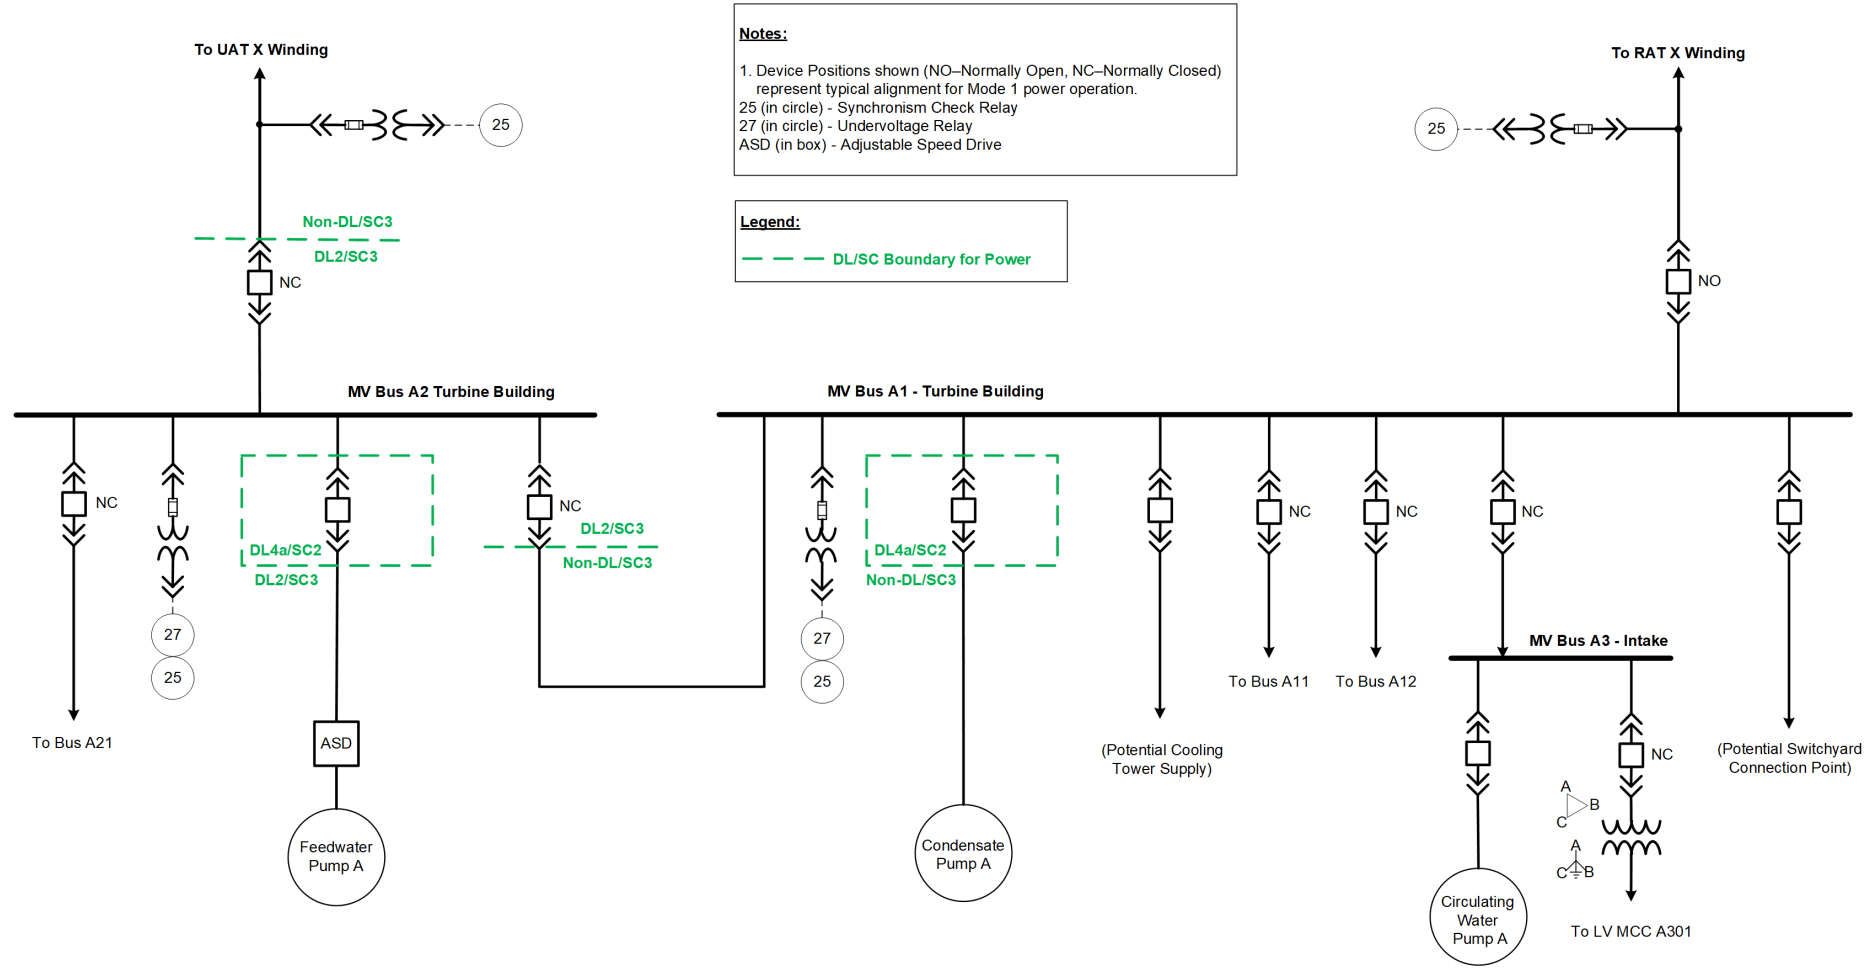 To UAT X Winding
25
Notes:
1. Device Positions shown (NO–Normally Open, NC–Normally Closed)
represent typical alignment for Mode 1 power operation.
25 (in circle) - Synchronism Check Relay
27 (in circle) - Undervoltage Relay
ASD (in box) - Adjustable Speed Drive
To RAT X Winding
25
Legend:
DL/SC Boundary for Power
Non-DL/SC3
DL2/SC3
NC
NO
MV Bus A2 Turbine Building
MV Bus A1 - Turbine Building
NC
DL4a/SC2
DL2/SC3
NC
DL2/SC3
Non-DL/SC3
DL4a/SC2
Non-DL/SC3
NC
NC
NC
27
25
27
25
To Bus A21
ASD
Feedwater
Pump A
Condensate
Pump A
(Potential Cooling
Tower Supply)
To Bus A11
To Bus A12
MV Bus A3 - Intake
NC
A
B
C
A
C
B
Circulating
Water
Pump A
To LV MCC A301
(Potential Switchyard
Connection Point)